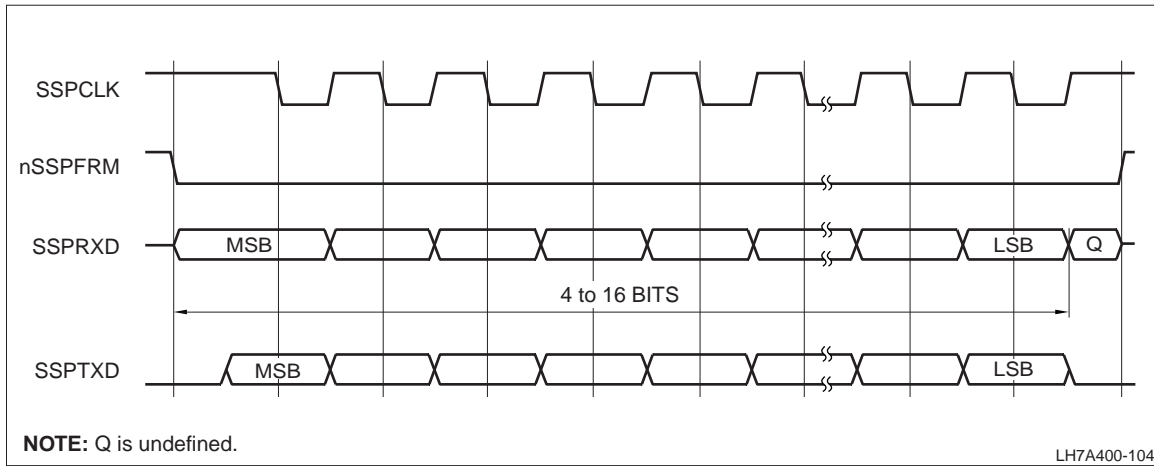 SSPCLK
nSSPFRM
SSPRXD
MSB
LSB
Q
4 to 16 BITS
SSPTXD
MSB
LSB
NOTE: Q is undefined.
LH7A400-104